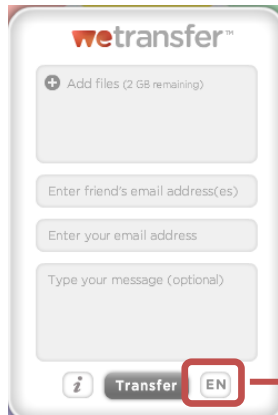 wetransfer™
Add files (2 GB remaining)
Enter friend's email address(es)
Enter your email address
Type your message (optional)
i Transfer EN